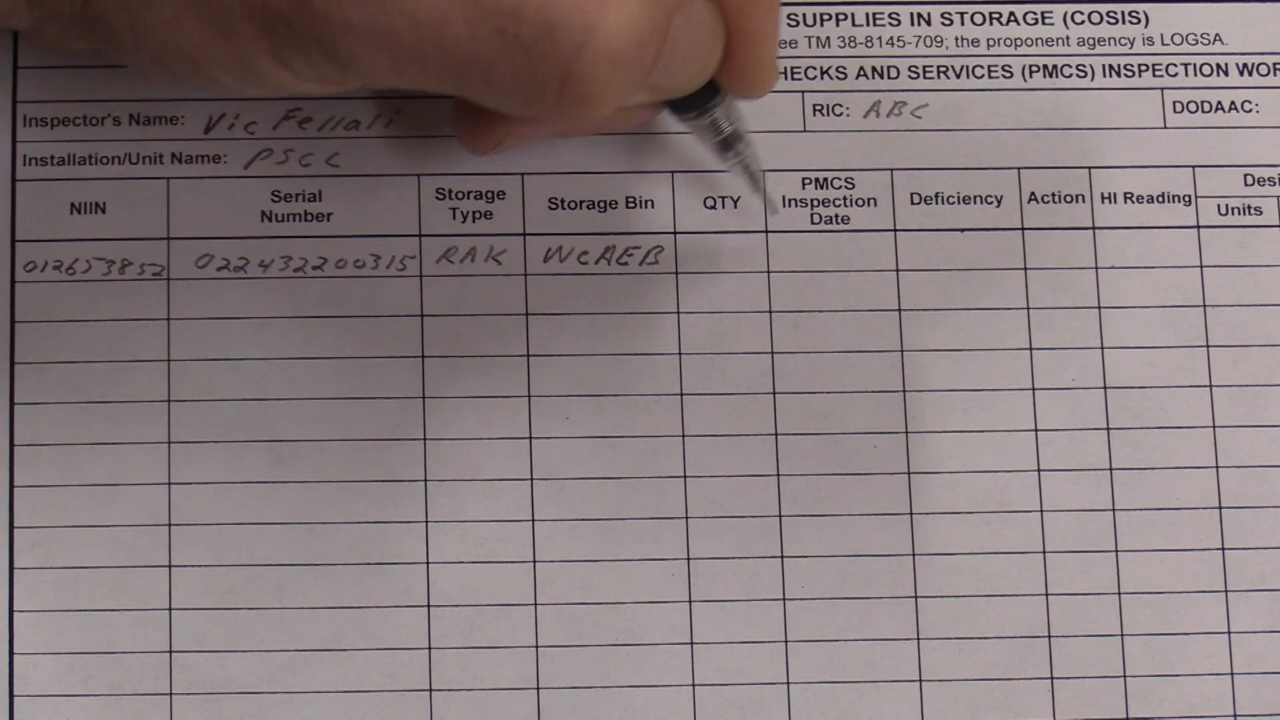 SUPPLIES IN STORAGE (COSIS)
ee TM 38-8145-709; the proponent agency is LOGSA.
HECKS AND SERVICES (PMCS) INSPECTION WOR
Inspector's Name: Vic Fellali RIC: ABC DODAAC:
Installation/Unit Name: PSCC
NIIN Serial Number Storage Type Storage Bin QTY PMCS Inspection Date Deficiency Action HI Reading Desi
Units
012653852 022432200315 RAK WCAEB